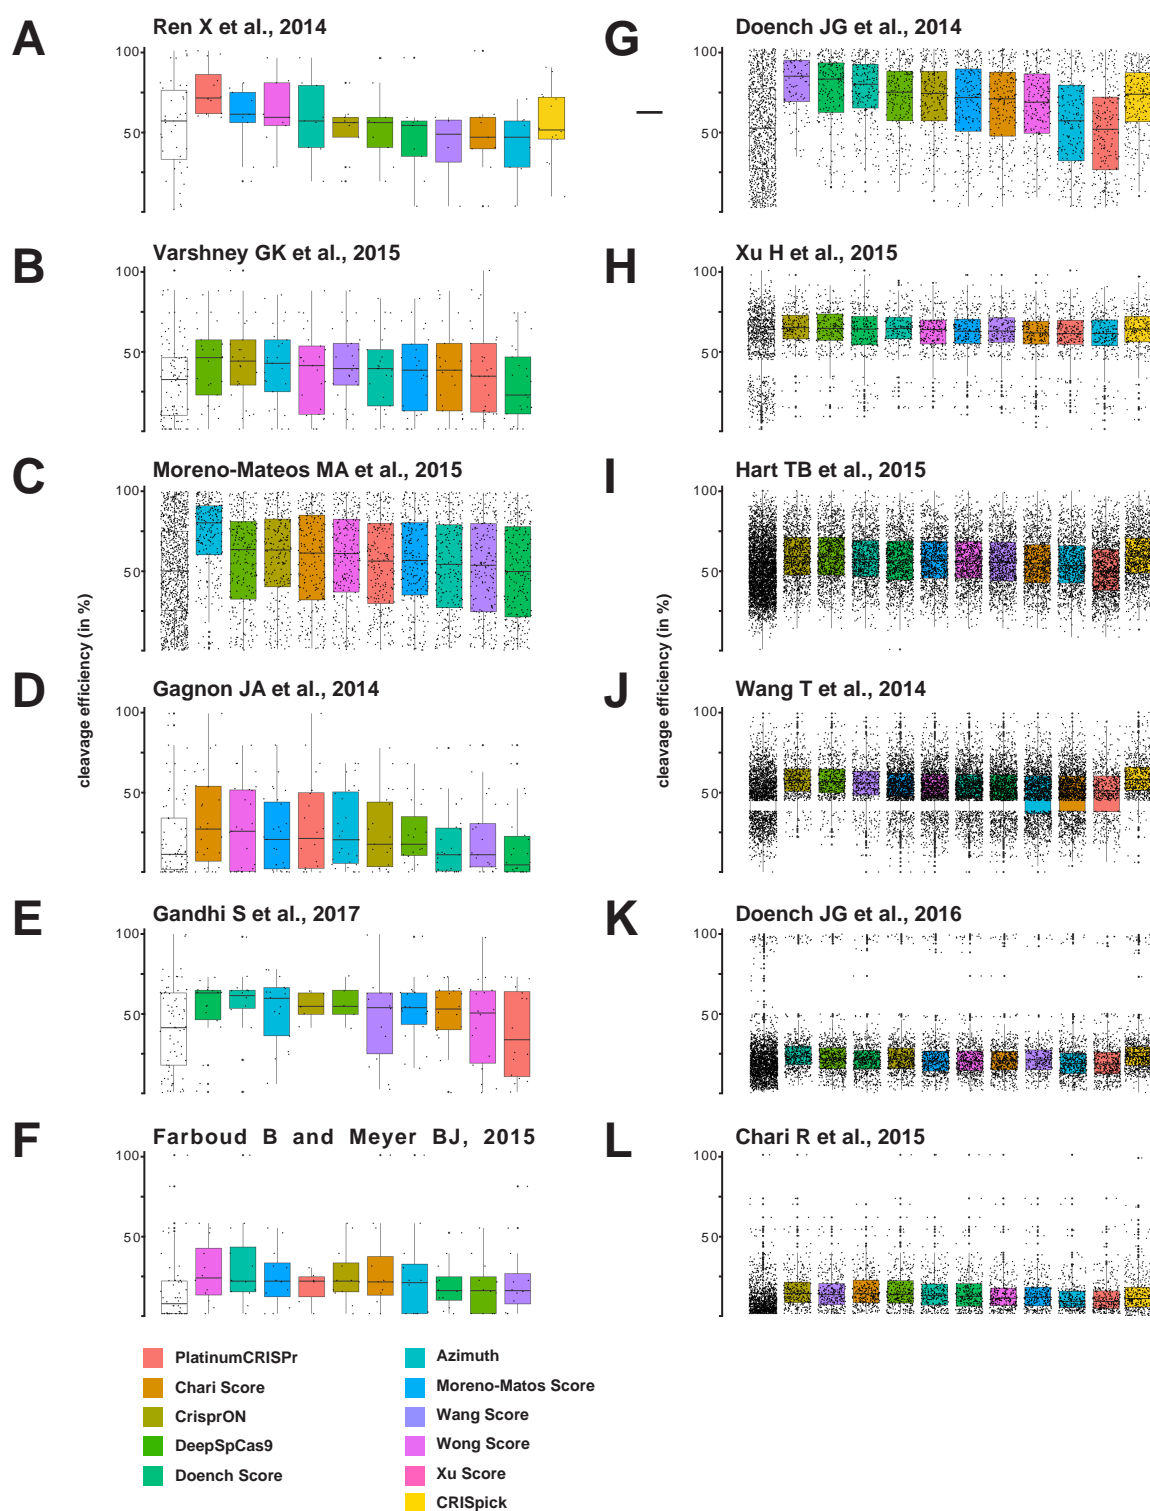 A
Ren X et al., 2014
100
50
B
Varshney GK et al., 2015
100
50
C
Moreno-Mateos MA et al., 2015
100
50
cleavage efficiency (in %)
D
Gagnon JA et al., 2014
100
50
E
Gandhi S et al., 2017
100
50
F
Farboud B and Meyer BJ, 2015
100
50
G
Doench JG et al., 2014
100
50
H
Xu H et al., 2015
100
50
I
Hart TB et al., 2015
100
50
cleavage efficiency (in %)
J
Wang T et al., 2014
100
50
K
Doench JG et al., 2016
100
50
L
Chari R et al., 2015
100
50
PlatinumCRISPr
Chari Score
CrisprON
DeepSpCas9
Doench Score
Azimuth
Moreno-Matos Score
Wang Score
Wong Score
Xu Score
CRISpick